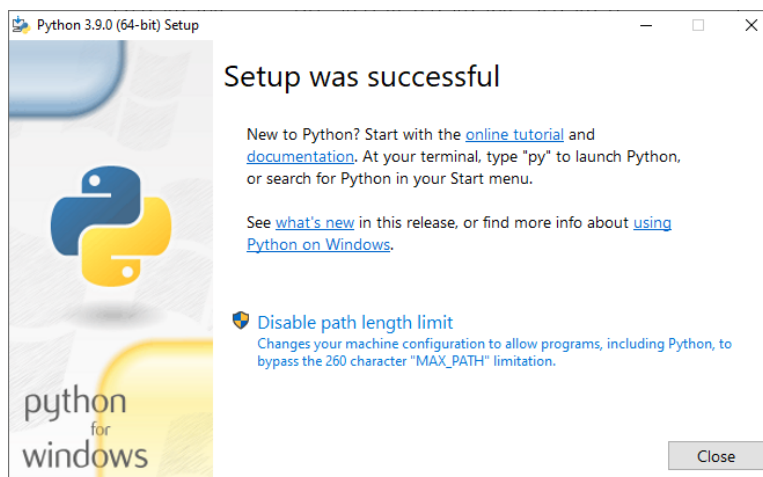 Python 3.9.0 (64-bit) Setup
Setup was successful
New to Python? Start with the online tutorial and
documentation. At your terminal, type "py" to launch Python,
or search for Python in your Start menu.
See what's new in this release, or find more info about using
Python on Windows.
Disable path length limit
Changes your machine configuration to allow programs, including Python, to
bypass the 260 character "MAX_PATH" limitation.
python
for
windows
Close